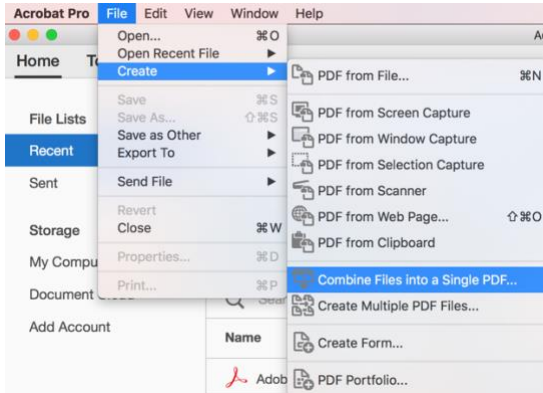 Acrobat Pro File Edit View Window Help
Open... ⌘O
Open Recent File ▶
Create ▶
Save ⌘S
Save As... ⇧⌘S
Save as Other ▶
Export To ▶
Send File ▶
Revert
Close ⌘W
Properties... ⌘D
Print... ⌘P
Home
File Lists
Recent
Sent
Storage
My Compu
Document
Add Account
Name
Adob
PDF from File... ⌘N
PDF from Screen Capture
PDF from Window Capture
PDF from Selection Capture
PDF from Scanner
PDF from Web Page... ⇧⌘O
PDF from Clipboard
Combine Files into a Single PDF...
Create Multiple PDF Files...
Create Form...
PDF Portfolio...